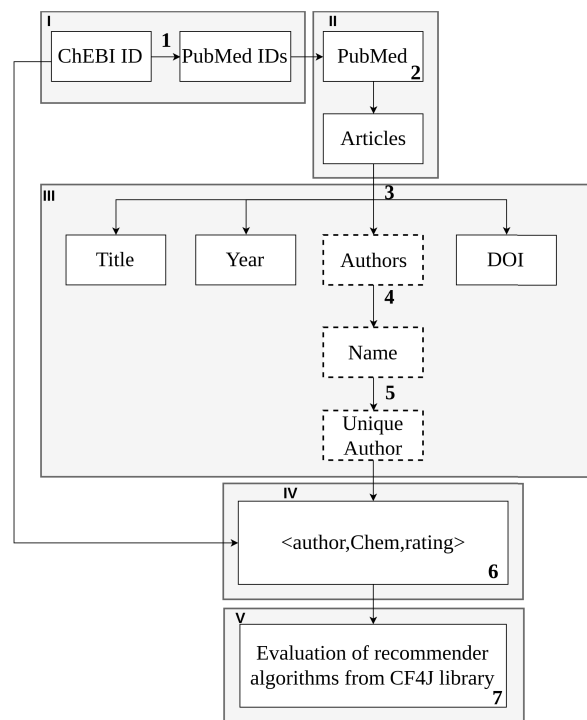 I
II
1
ChEBI ID
PubMed IDs
PubMed
2
Articles
3
III
Title
Year
Authors
DOI
4
Name
5
Unique
Author
IV
<author,Chem,rating>
6
V
Evaluation of recommender
algorithms from CF4J library
7